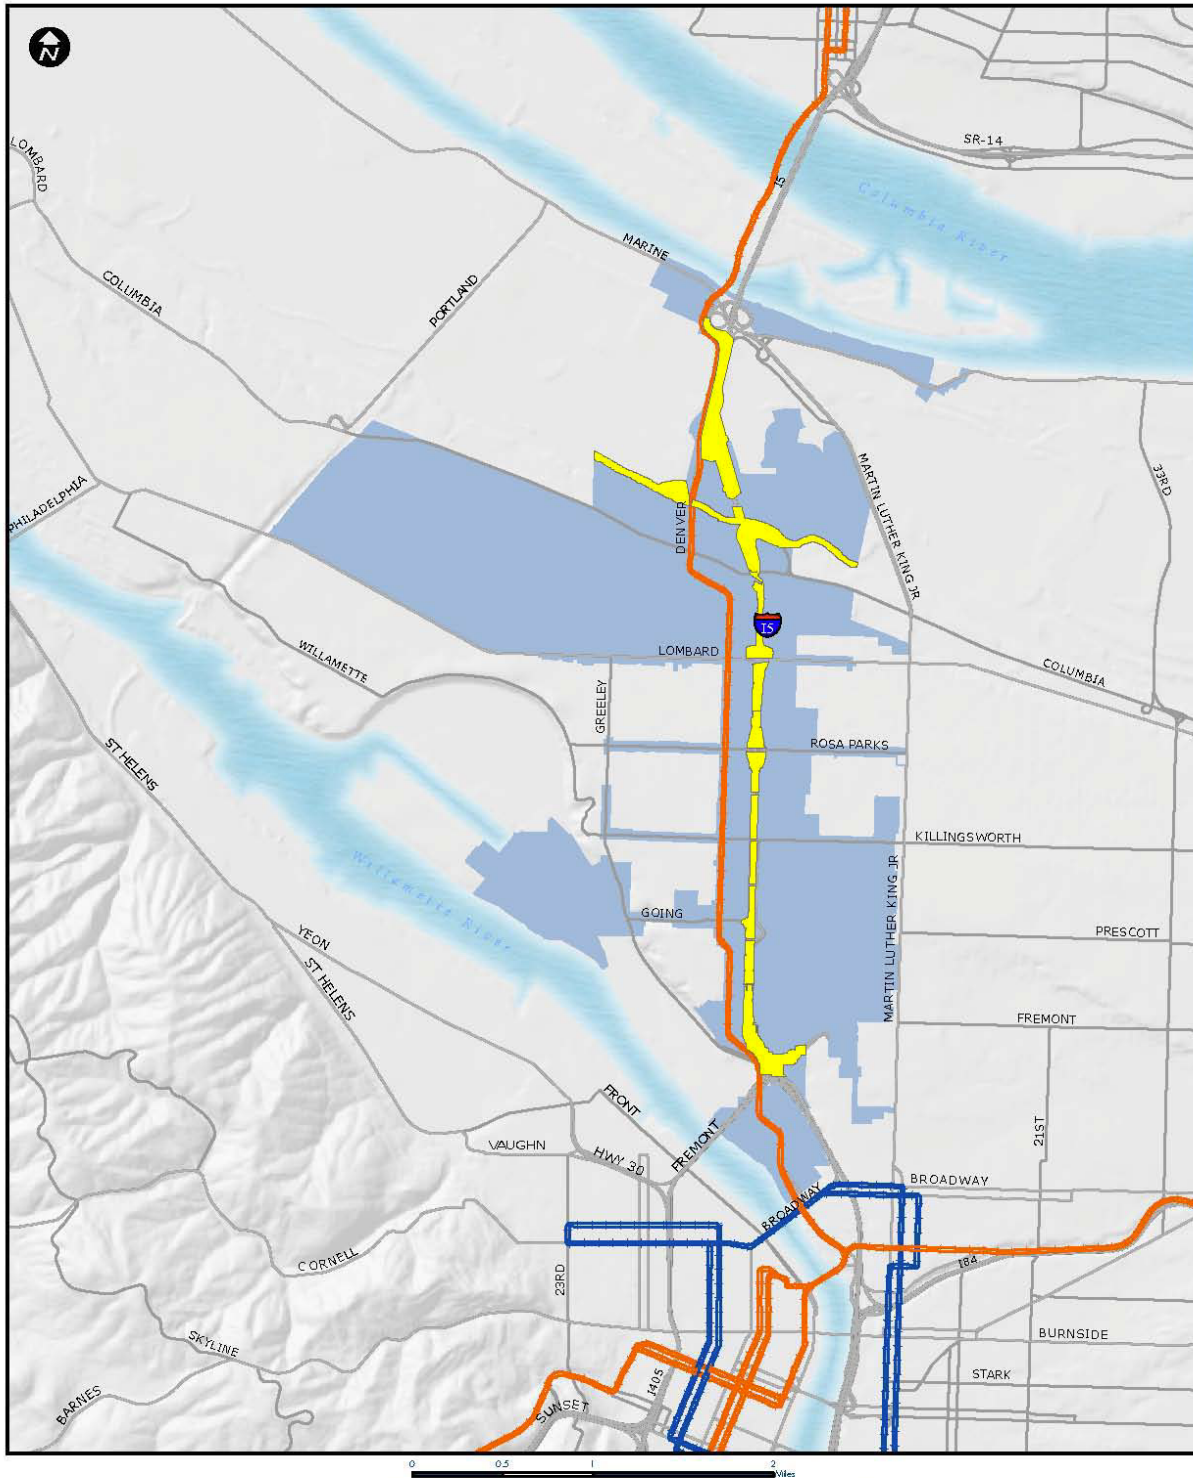 N
SR-14
LOMBARD
I5
Columbia River
MARINE
COLUMBIA
PORTLAND
MARTIN LUTHER KING JR
33RD
PHILADELPHIA
DENVER
I5
LOMBARD
WILLAMETTE
COLUMBIA
GREELEY
ROSA PARKS
ST HELENS
KILLINGSWORTH
Willamette River
MARTIN LUTHER KING JR
GOING
YEON
PRESCOTT
ST HELENS
FREMONT
FRONT
VAUGHN
FREMONT
21ST
HWY 30
BROADWAY
BROADWAY
CORNELL
I84
23RD
SKYLINE
BURNSIDE
STARK
I405
BARNES
SUNSET
0 0.5 1 2
Miles